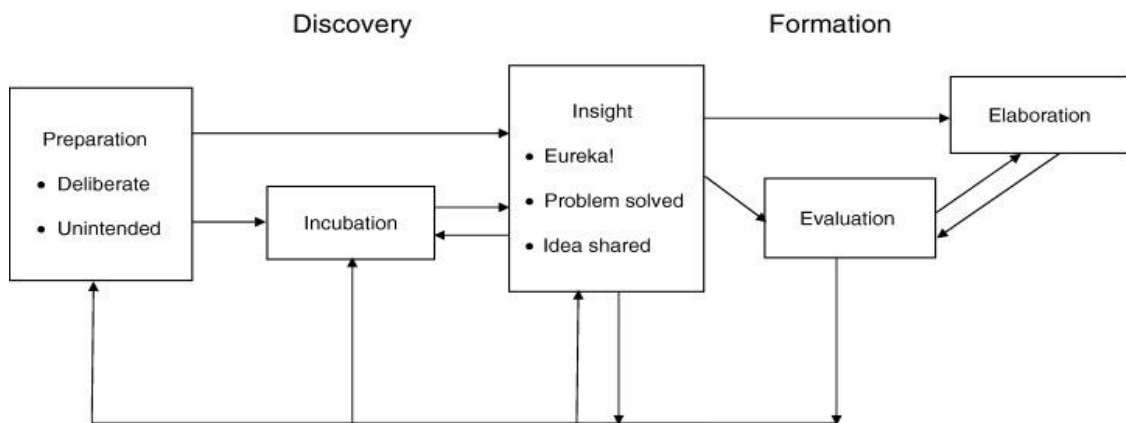 Discovery
Formation
Preparation
• Deliberate
• Unintended
Incubation
Insight
• Eureka!
• Problem solved
• Idea shared
Evaluation
Elaboration